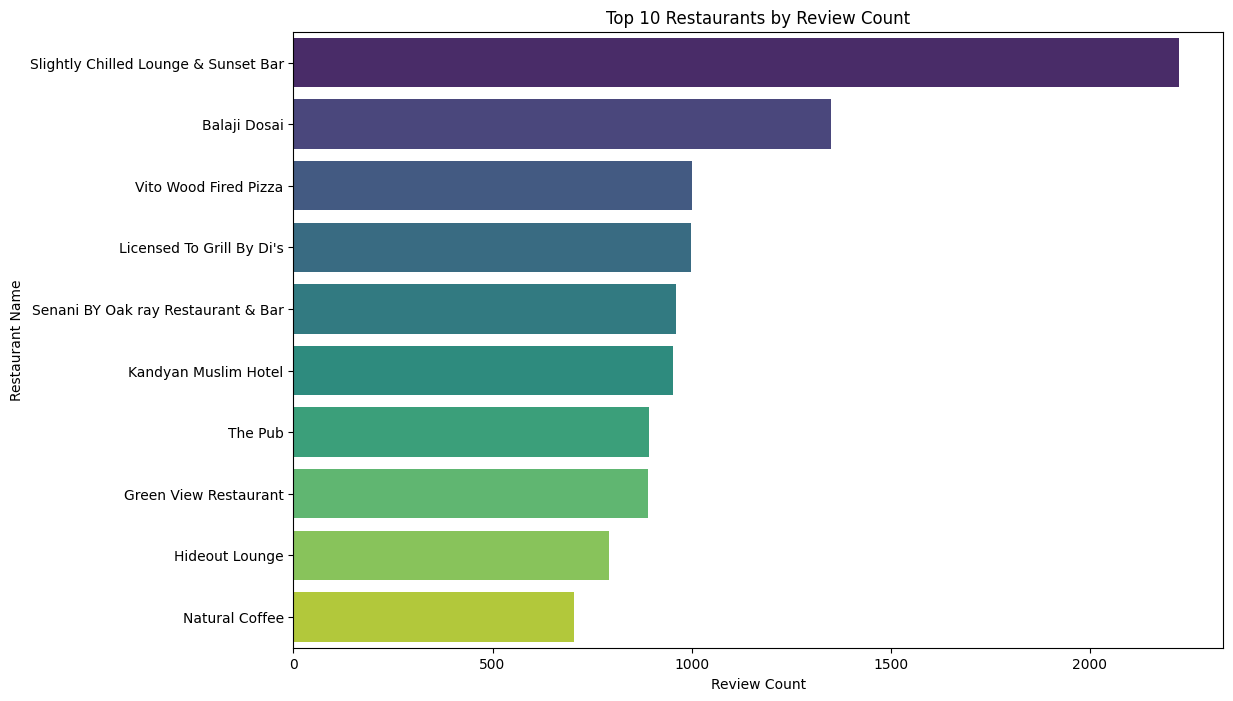 Top 10 Restaurants by Review Count
Restaurant Name
Slightly Chilled Lounge & Sunset Bar
Balaji Dosai
Vito Wood Fired Pizza
Licensed To Grill By Di's
Senani BY Oak ray Restaurant & Bar
Kandyan Muslim Hotel
The Pub
Green View Restaurant
Hideout Lounge
Natural Coffee
0 500 1000 1500 2000
Review Count